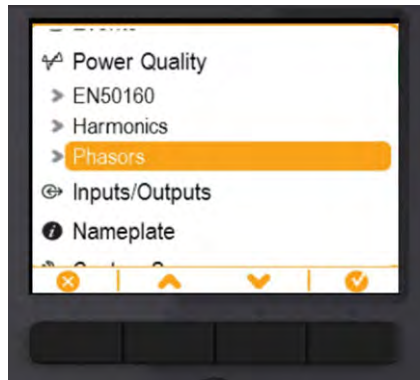 Power Quality
EN50160
Harmonics
Phasors
Inputs/Outputs
Nameplate